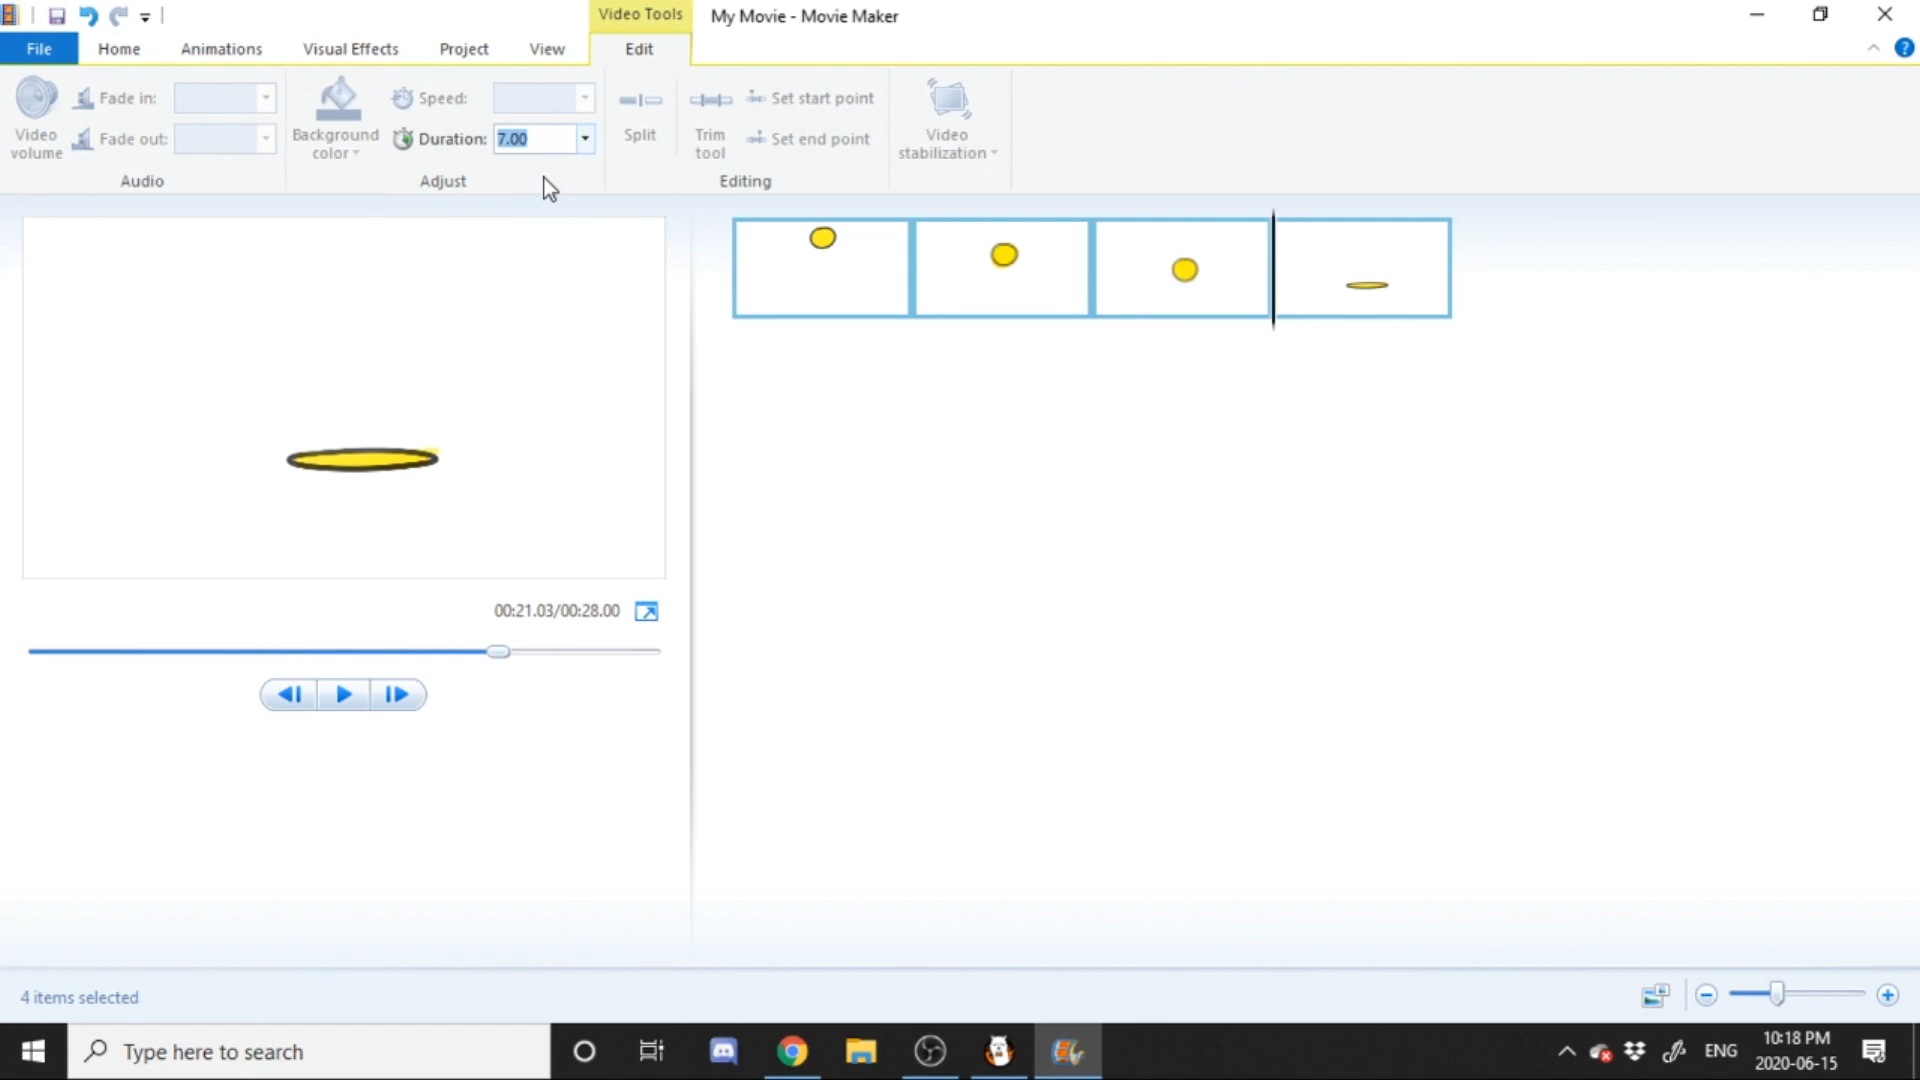 Video Tools
My Movie - Movie Maker
File
Home
Animations
Visual Effects
Project
View
Edit
Video volume
Fade in:
Fade out:
Audio
Background color
Speed:
Duration: 7.00
Adjust
Split
Trim tool
Set start point
Set end point
Editing
Video stabilization
00:21.03/00:28.00
4 items selected
Type here to search
ENG
10:18 PM
2020-06-15